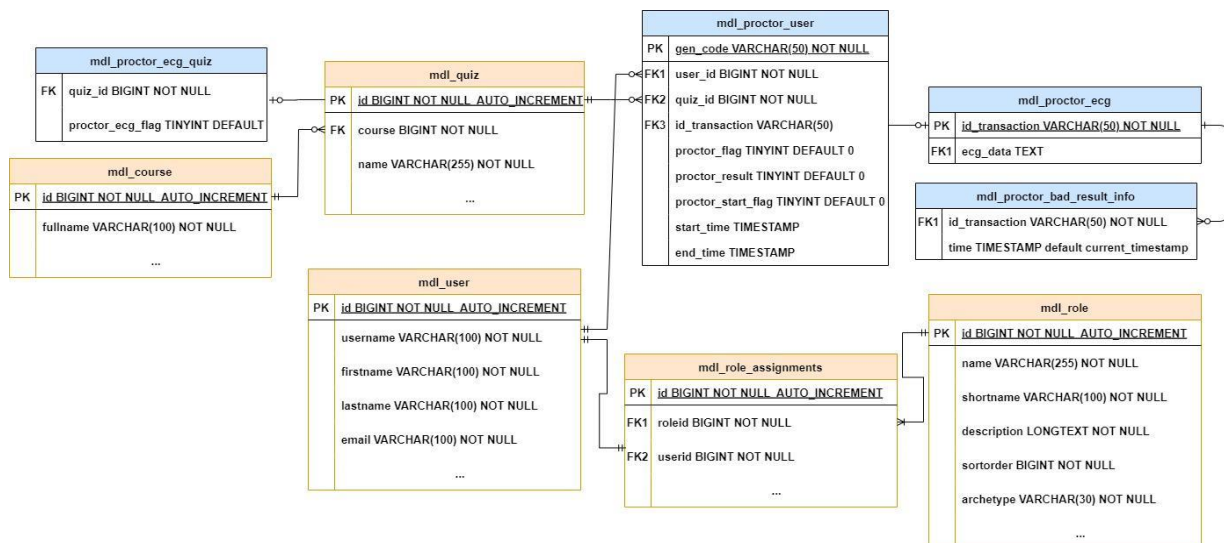 mdl_proctor_ecg_quiz
FK quiz_id BIGINT NOT NULL
proctor_ecg_flag TINYINT DEFAULT
mdl_quiz
PK id BIGINT NOT NULL AUTO_INCREMENT
FK course BIGINT NOT NULL
name VARCHAR(255) NOT NULL
...
mdl_course
PK id BIGINT NOT NULL AUTO_INCREMENT
fullname VARCHAR(100) NOT NULL
...
mdl_proctor_user
PK gen_code VARCHAR(50) NOT NULL
FK1 user_id BIGINT NOT NULL
FK2 quiz_id BIGINT NOT NULL
FK3 id_transaction VARCHAR(50)
proctor_flag TINYINT DEFAULT 0
proctor_result TINYINT DEFAULT 0
proctor_start_flag TINYINT DEFAULT 0
start_time TIMESTAMP
end_time TIMESTAMP
mdl_proctor_ecg
PK id_transaction VARCHAR(50) NOT NULL
FK1 ecg_data TEXT
mdl_proctor_bad_result_info
FK1 id_transaction VARCHAR(50) NOT NULL
time TIMESTAMP default current_timestamp
mdl_user
PK id BIGINT NOT NULL AUTO_INCREMENT
username VARCHAR(100) NOT NULL
firstname VARCHAR(100) NOT NULL
lastname VARCHAR(100) NOT NULL
email VARCHAR(100) NOT NULL
...
mdl_role_assignments
PK id BIGINT NOT NULL AUTO_INCREMENT
FK1 roleid BIGINT NOT NULL
FK2 userid BIGINT NOT NULL
...
mdl_role
PK id BIGINT NOT NULL AUTO_INCREMENT
name VARCHAR(255) NOT NULL
shortname VARCHAR(100) NOT NULL
description LONGTEXT NOT NULL
sortorder BIGINT NOT NULL
archetype VARCHAR(30) NOT NULL
...